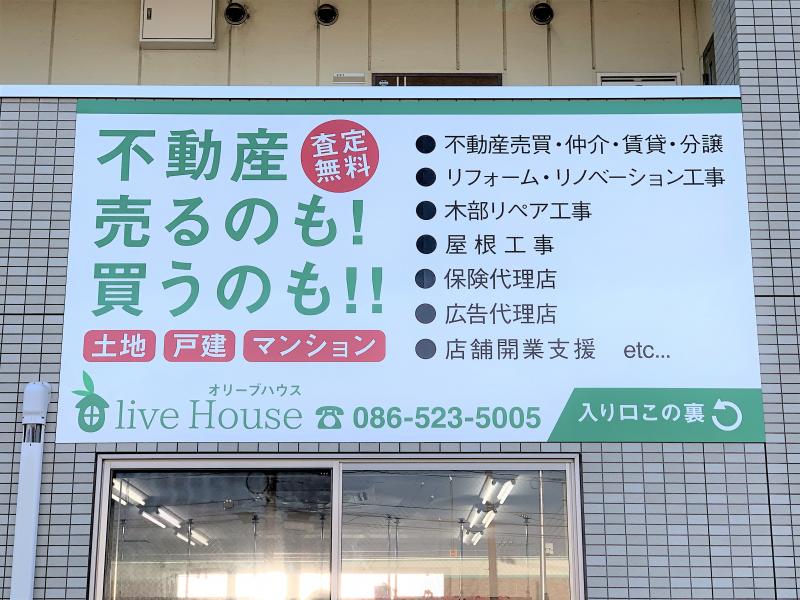 不動産
査定
無料
売るのも!
買うのも!!
土地 戸建 マンション
● 不動産売買・仲介・賃貸・分譲
● リフォーム・リノベーション工事
● 木部リペア工事
● 屋根工事
● 保険代理店
● 広告代理店
● 店舗開業支援 etc...
オリーブハウス
Olive House ☎ 086-523-5005
入り口この裏